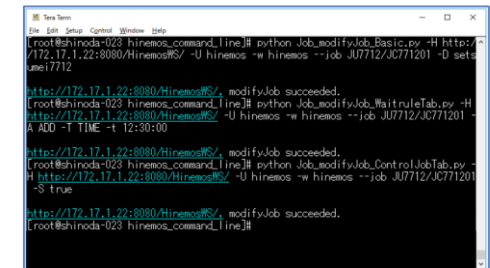 Tera Term
File Edit Setup Control Window Help
[root@shinoda-023 hinemos_command_line]# python Job_modifyJob_Basic.py -H http:/
/172.17.1.22:8080/HinemosWS/ -U hinemos -w hinemos --job JU7712/JC771201 -D sets
umei7712
http://172.17.1.22:8080/HinemosWS/, modifyJob succeeded.
[root@shinoda-023 hinemos_command_line]# python Job_modifyJob_WaitruleTab.py -H
http://172.17.1.22:8080/HinemosWS/ -U hinemos -w hinemos --job JU7712/JC771201 -
A ADD -T TIME -t 12:30:00
http://172.17.1.22:8080/HinemosWS/, modifyJob succeeded.
[root@shinoda-023 hinemos_command_line]# python Job_modifyJob_ControlJobTab.py -
H http://172.17.1.22:8080/HinemosWS/ -U hinemos -w hinemos --job JU7712/JC771201
-S true
http://172.17.1.22:8080/HinemosWS/, modifyJob succeeded.
[root@shinoda-023 hinemos_command_line]#